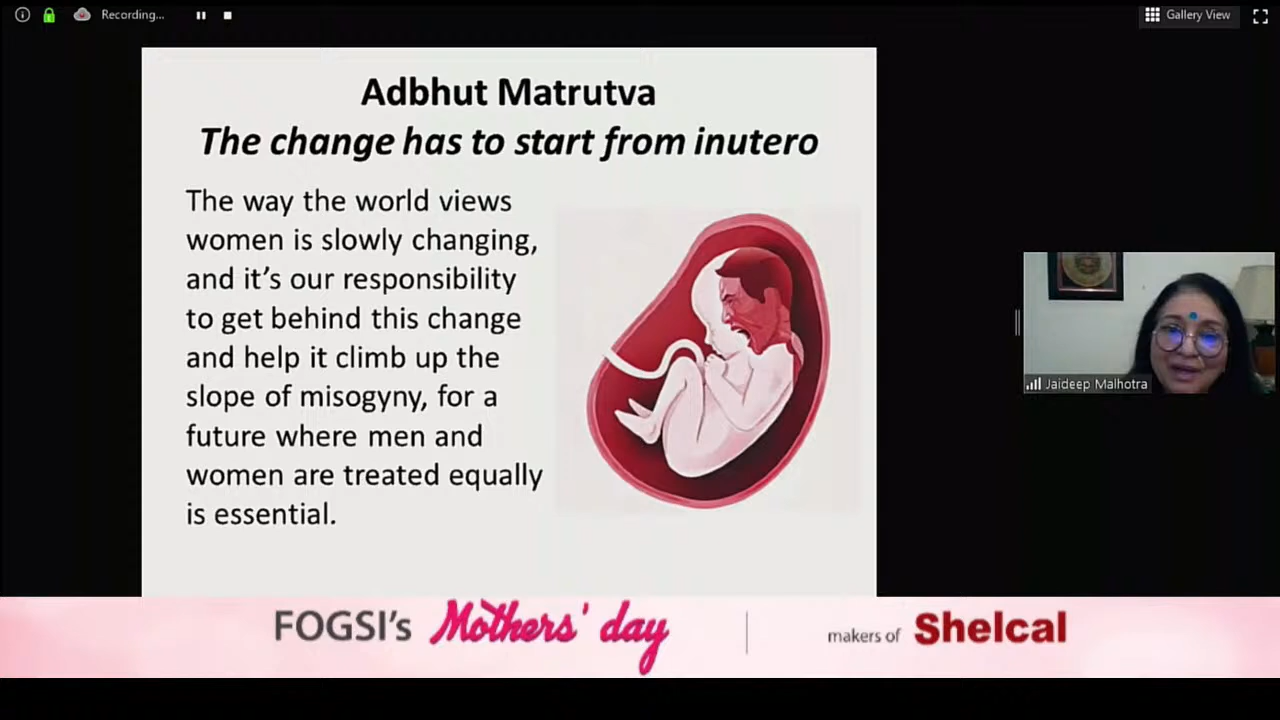 Recording...
Gallery View
Adbhut Matrutva
The change has to start from inutero
The way the world views
women is slowly changing,
and it’s our responsibility
to get behind this change
and help it climb up the
slope of misogyny, for a
future where men and
women are treated equally
is essential.
Jaideep Malhotra
FOGSI’s Mothers’ day
makers of Shelcal